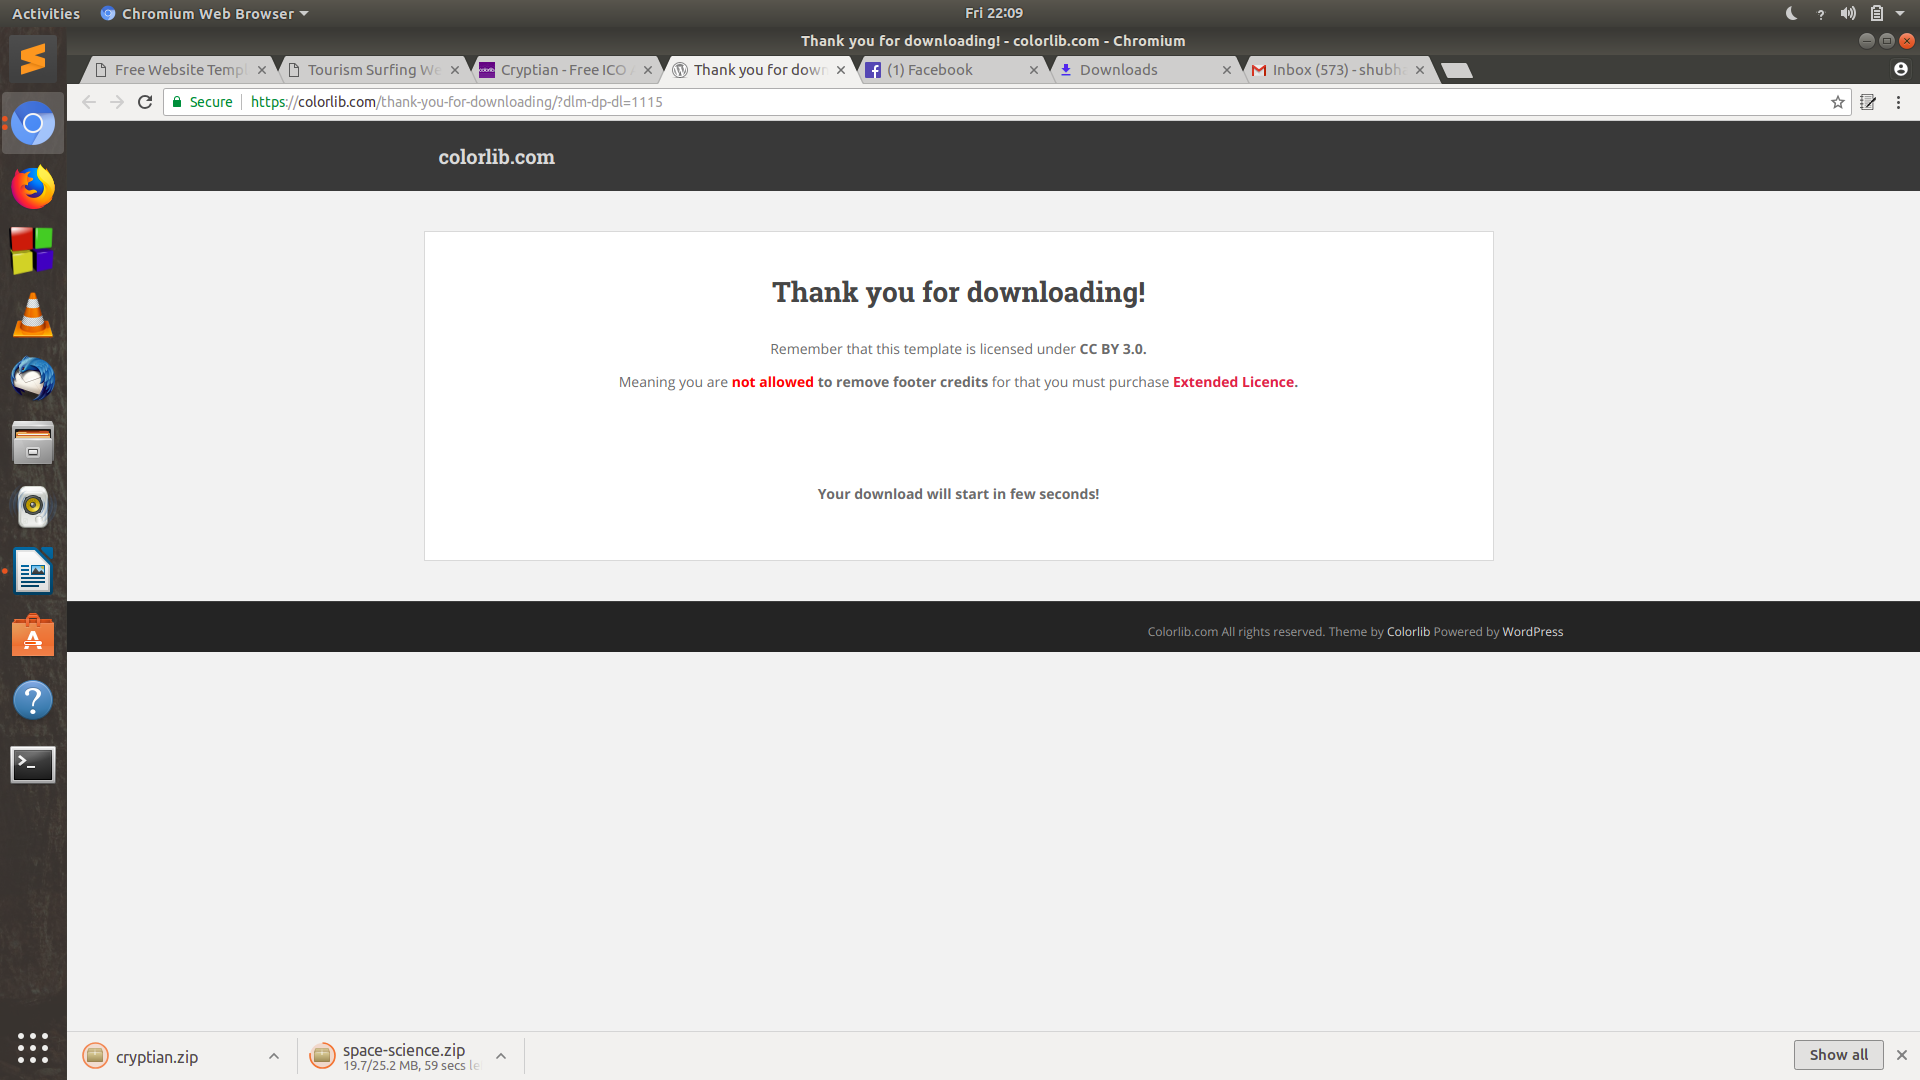 Activities
Chromium Web Browser
Fri 22:09
Thank you for downloading! - colorlib.com - Chromium
Free Website Templ
Tourism Surfing We
Cryptian - Free ICO
Thank you for down
(1) Facebook
Downloads
Inbox (573) - shubha
Secure
https://colorlib.com/thank-you-for-downloading/?dlm-dp-dl=1115
colorlib.com
Thank you for downloading!
Remember that this template is licensed under CC BY 3.0.
Meaning you are not allowed to remove footer credits for that you must purchase Extended Licence.
Your download will start in few seconds!
Colorlib.com All rights reserved. Theme by Colorlib Powered by WordPress
cryptian.zip
space-science.zip
19.7/25.2 MB, 59 secs le
Show all